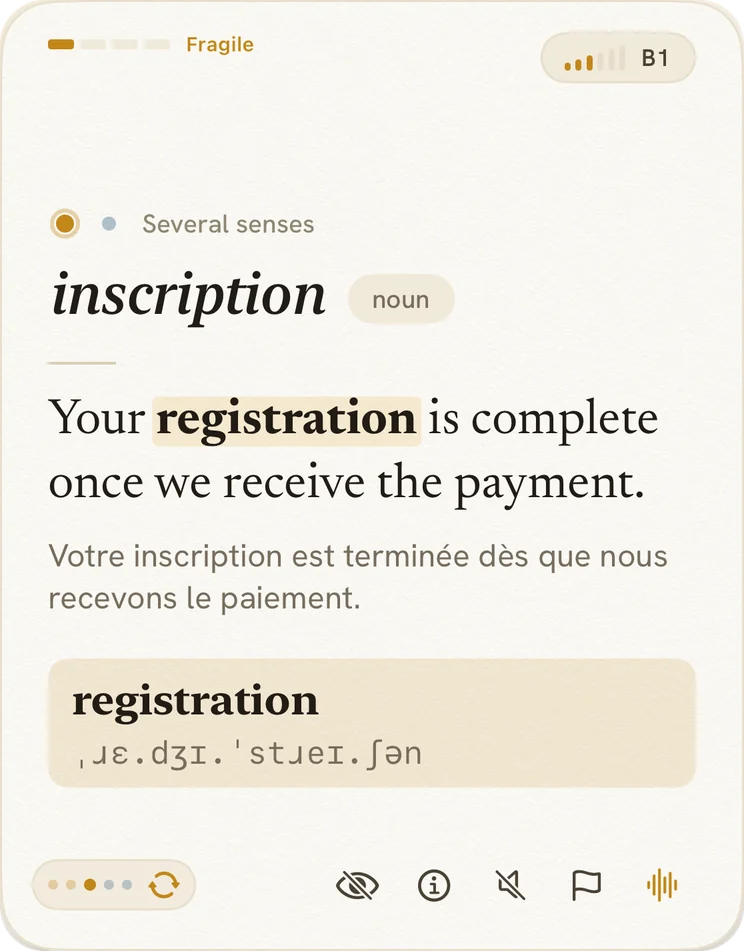 Fragile
B1
Several senses
inscription noun
Your registration is complete
once we receive the payment.
Votre inscription est terminée dès que nous
recevons le paiement.
registration
ˌɹɛ.dʒɪ.ˈstɹeɪ.ʃən